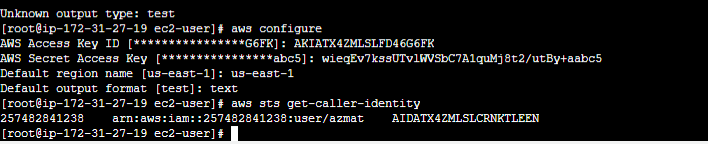 Unknown output type: test
[root@ip-172-31-27-19 ec2-user]# aws configure
AWS Access Key ID [****************G6FK]: AKIATX4ZMLSLFD46G6FK
AWS Secret Access Key [****************abc5]: 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
Default region name [us-east-1]: us-east-1
Default output format [test]: text
[root@ip-172-31-27-19 ec2-user]# aws sts get-caller-identity
257482841238 arn:aws:iam::257482841238:user/azmat AIDATX4ZMLSLCRNKTLEEN
[root@ip-172-31-27-19 ec2-user]#